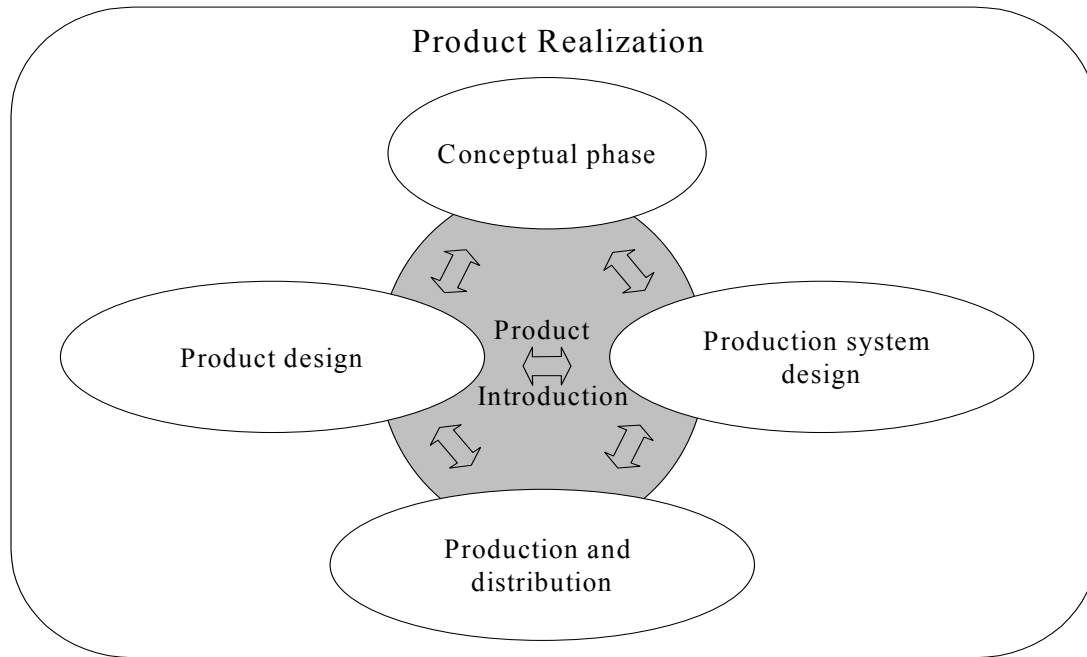 Product Realization
Conceptual phase
Product design
Product
Introduction
Production system
design
Production and
distribution